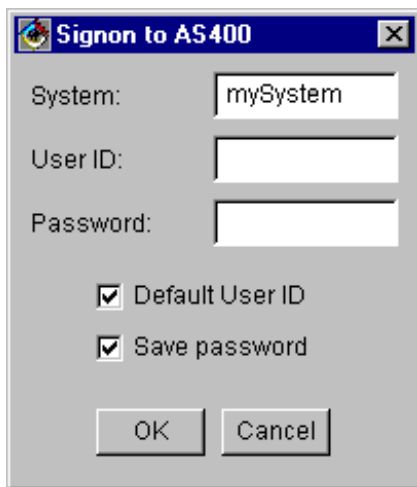 Signon to AS400
System: mySystem
User ID:
Password:
Default User ID
Save password
OK Cancel